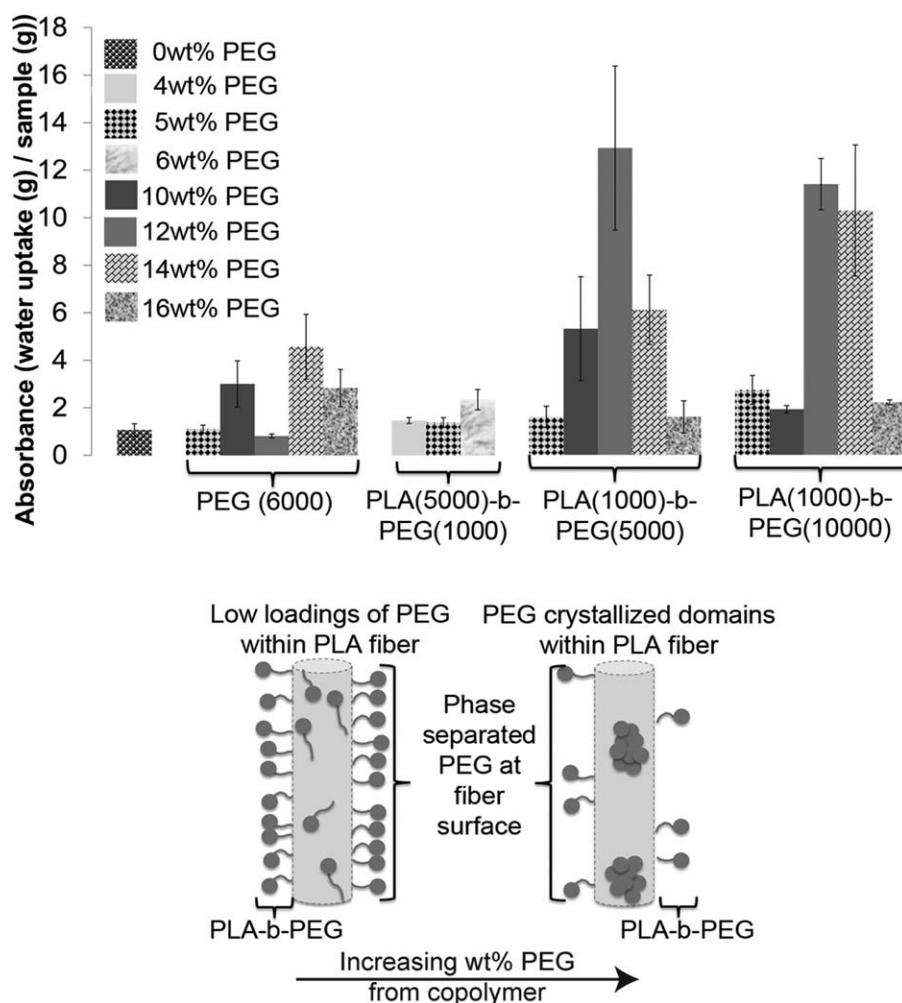 Absorbance (water uptake (g) / sample (g))
18
16
14
12
10
8
6
4
2
0
0wt% PEG
4wt% PEG
5wt% PEG
6wt% PEG
10wt% PEG
12wt% PEG
14wt% PEG
16wt% PEG
PEG (6000)
PLA(5000)-b-
PEG(1000)
PLA(1000)-b-
PEG(5000)
PLA(1000)-b-
PEG(10000)
Low loadings of PEG
within PLA fiber
PEG crystallized domains
within PLA fiber
Phase
separated
PEG at
fiber
surface
PLA-b-PEG
PLA-b-PEG
Increasing wt% PEG
from copolymer